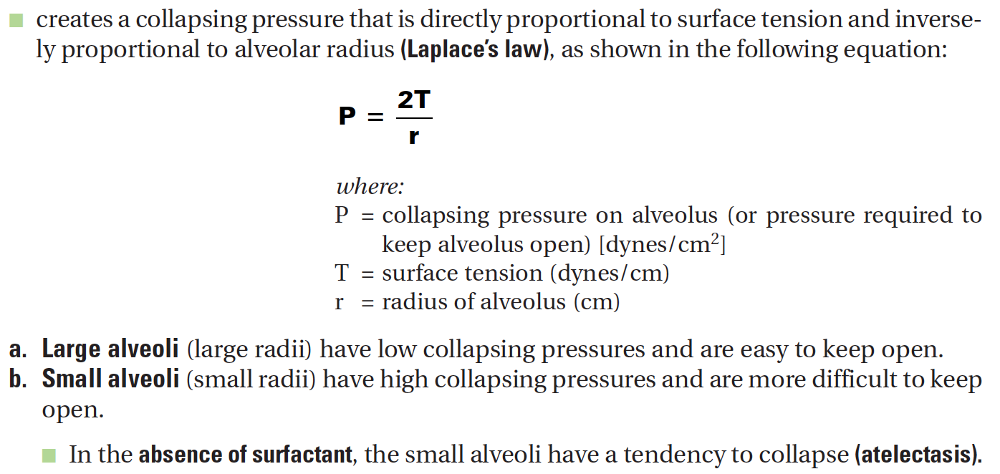 ■ creates a collapsing pressure that is directly proportional to surface tension and inverse-
ly proportional to alveolar radius (Laplace’s law), as shown in the following equation:
P = 2T
r
where:
P = collapsing pressure on alveolus (or pressure required to
keep alveolus open) [dynes/cm²]
T = surface tension (dynes/cm)
r = radius of alveolus (cm)
a. Large alveoli (large radii) have low collapsing pressures and are easy to keep open.
b. Small alveoli (small radii) have high collapsing pressures and are more difficult to keep
open.
■ In the absence of surfactant, the small alveoli have a tendency to collapse (atelectasis).